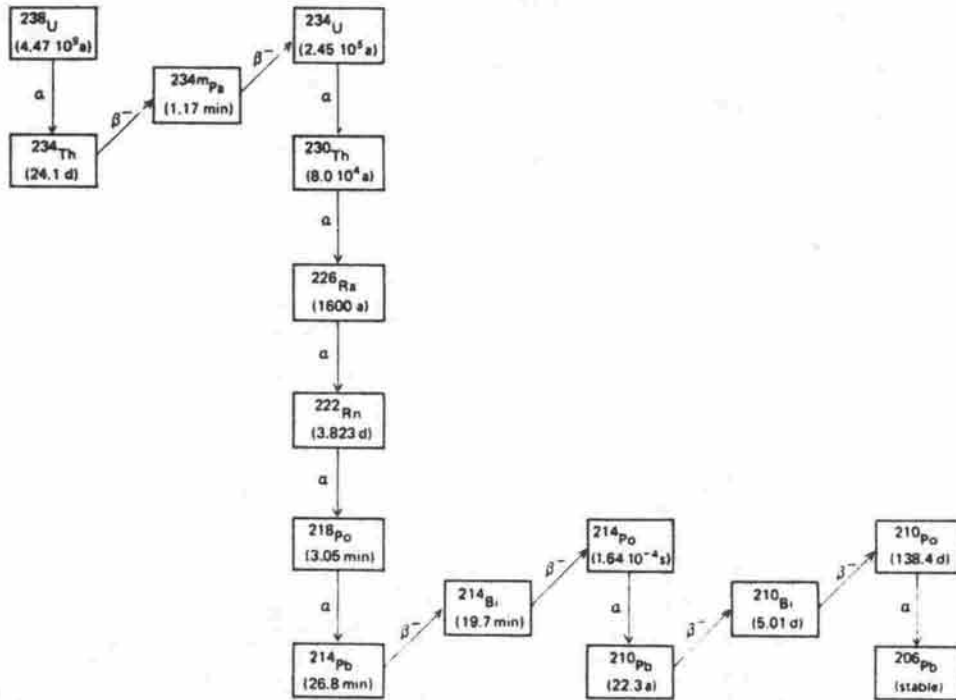 238U
(4.47 10⁹a)
α
234Th
(24.1 d)
β⁻
234mPa
(1.17 min)
β⁻
234U
(2.45 10⁵a)
α
230Th
(8.0 10⁴a)
α
226Ra
(1600 a)
α
222Rn
(3.823 d)
α
218Po
(3.05 min)
α
214Pb
(26.8 min)
β⁻
214Bi
(19.7 min)
β⁻
214Po
(1.64 10⁻⁴s)
α
210Pb
(22.3 a)
β⁻
210Bi
(5.01 d)
β⁻
210Po
(138.4 d)
α
206Pb
(stable)